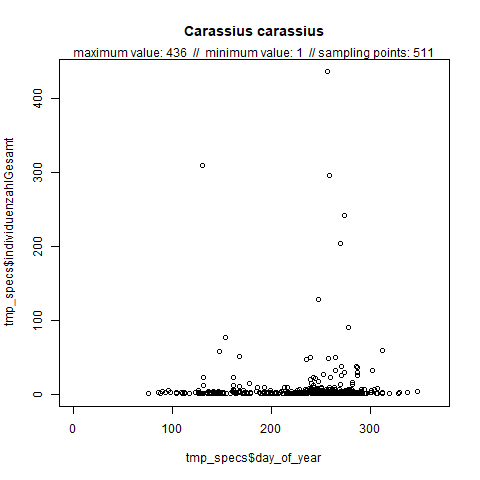 Carassius carassius
maximum value: 436 // minimum value: 1 // sampling points: 511
tmp_specs$individuenzahlGesamt
400
300
200
100
0
0 100 200 300
tmp_specs$day_of_year